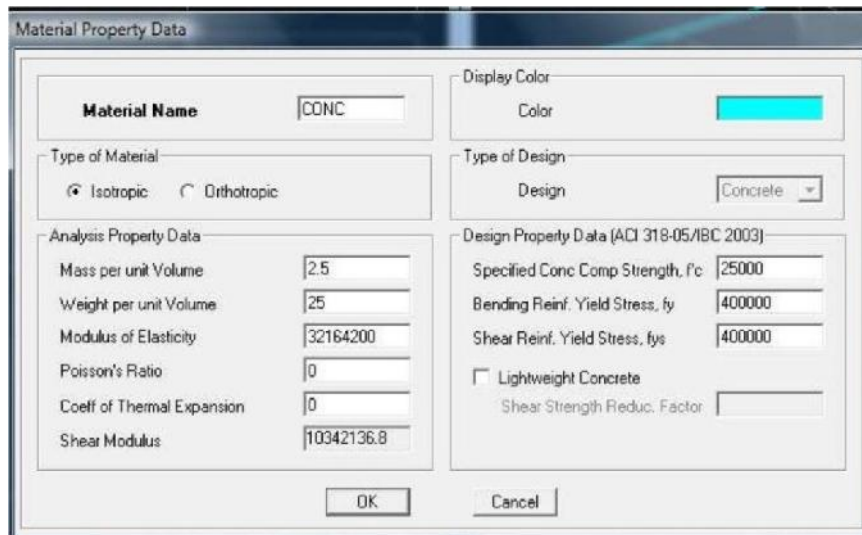 Material Property Data
Material Name CONC
Display Color
Color
Type of Material
Isotropic Orthotropic
Type of Design
Design Concrete
Analysis Property Data
Mass per unit Volume 2.5
Weight per unit Volume 25
Modulus of Elasticity 32164200
Poisson's Ratio 0
Coeff of Thermal Expansion 0
Shear Modulus 10342136.8
Design Property Data (ACI 318-05/IBC 2003)
Specified Conc Comp Strength, f'c 25000
Bending Reinf. Yield Stress, fy 400000
Shear Reinf. Yield Stress, fys 400000
Lightweight Concrete
Shear Strength Reduc. Factor
OK Cancel